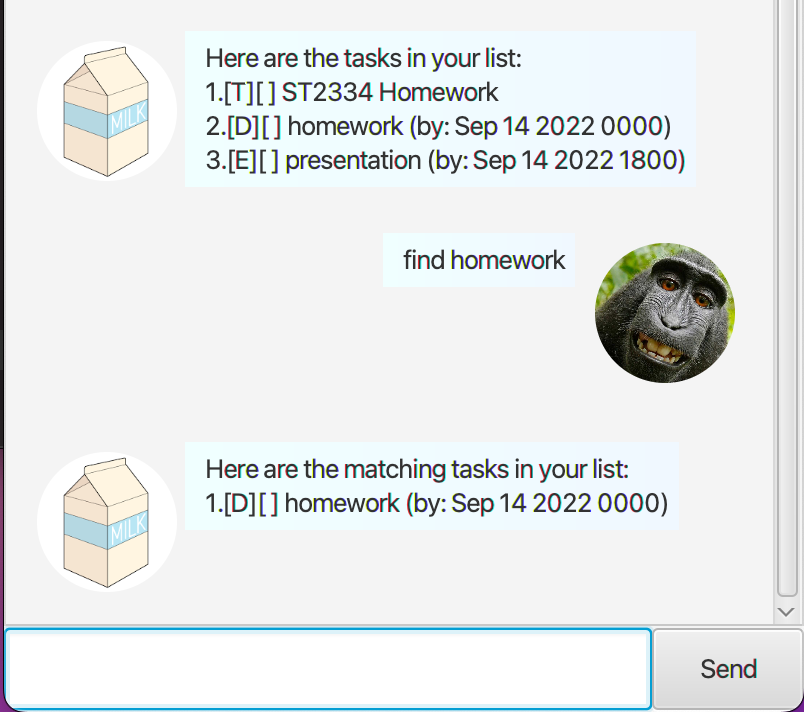 Here are the tasks in your list:
1.[T][ ] ST2334 Homework
2.[D][ ] homework (by: Sep 14 2022 0000)
3.[E][ ] presentation (by: Sep 14 2022 1800)
MILK
find homework
Here are the matching tasks in your list:
1.[D][ ] homework (by: Sep 14 2022 0000)
MILK
Send